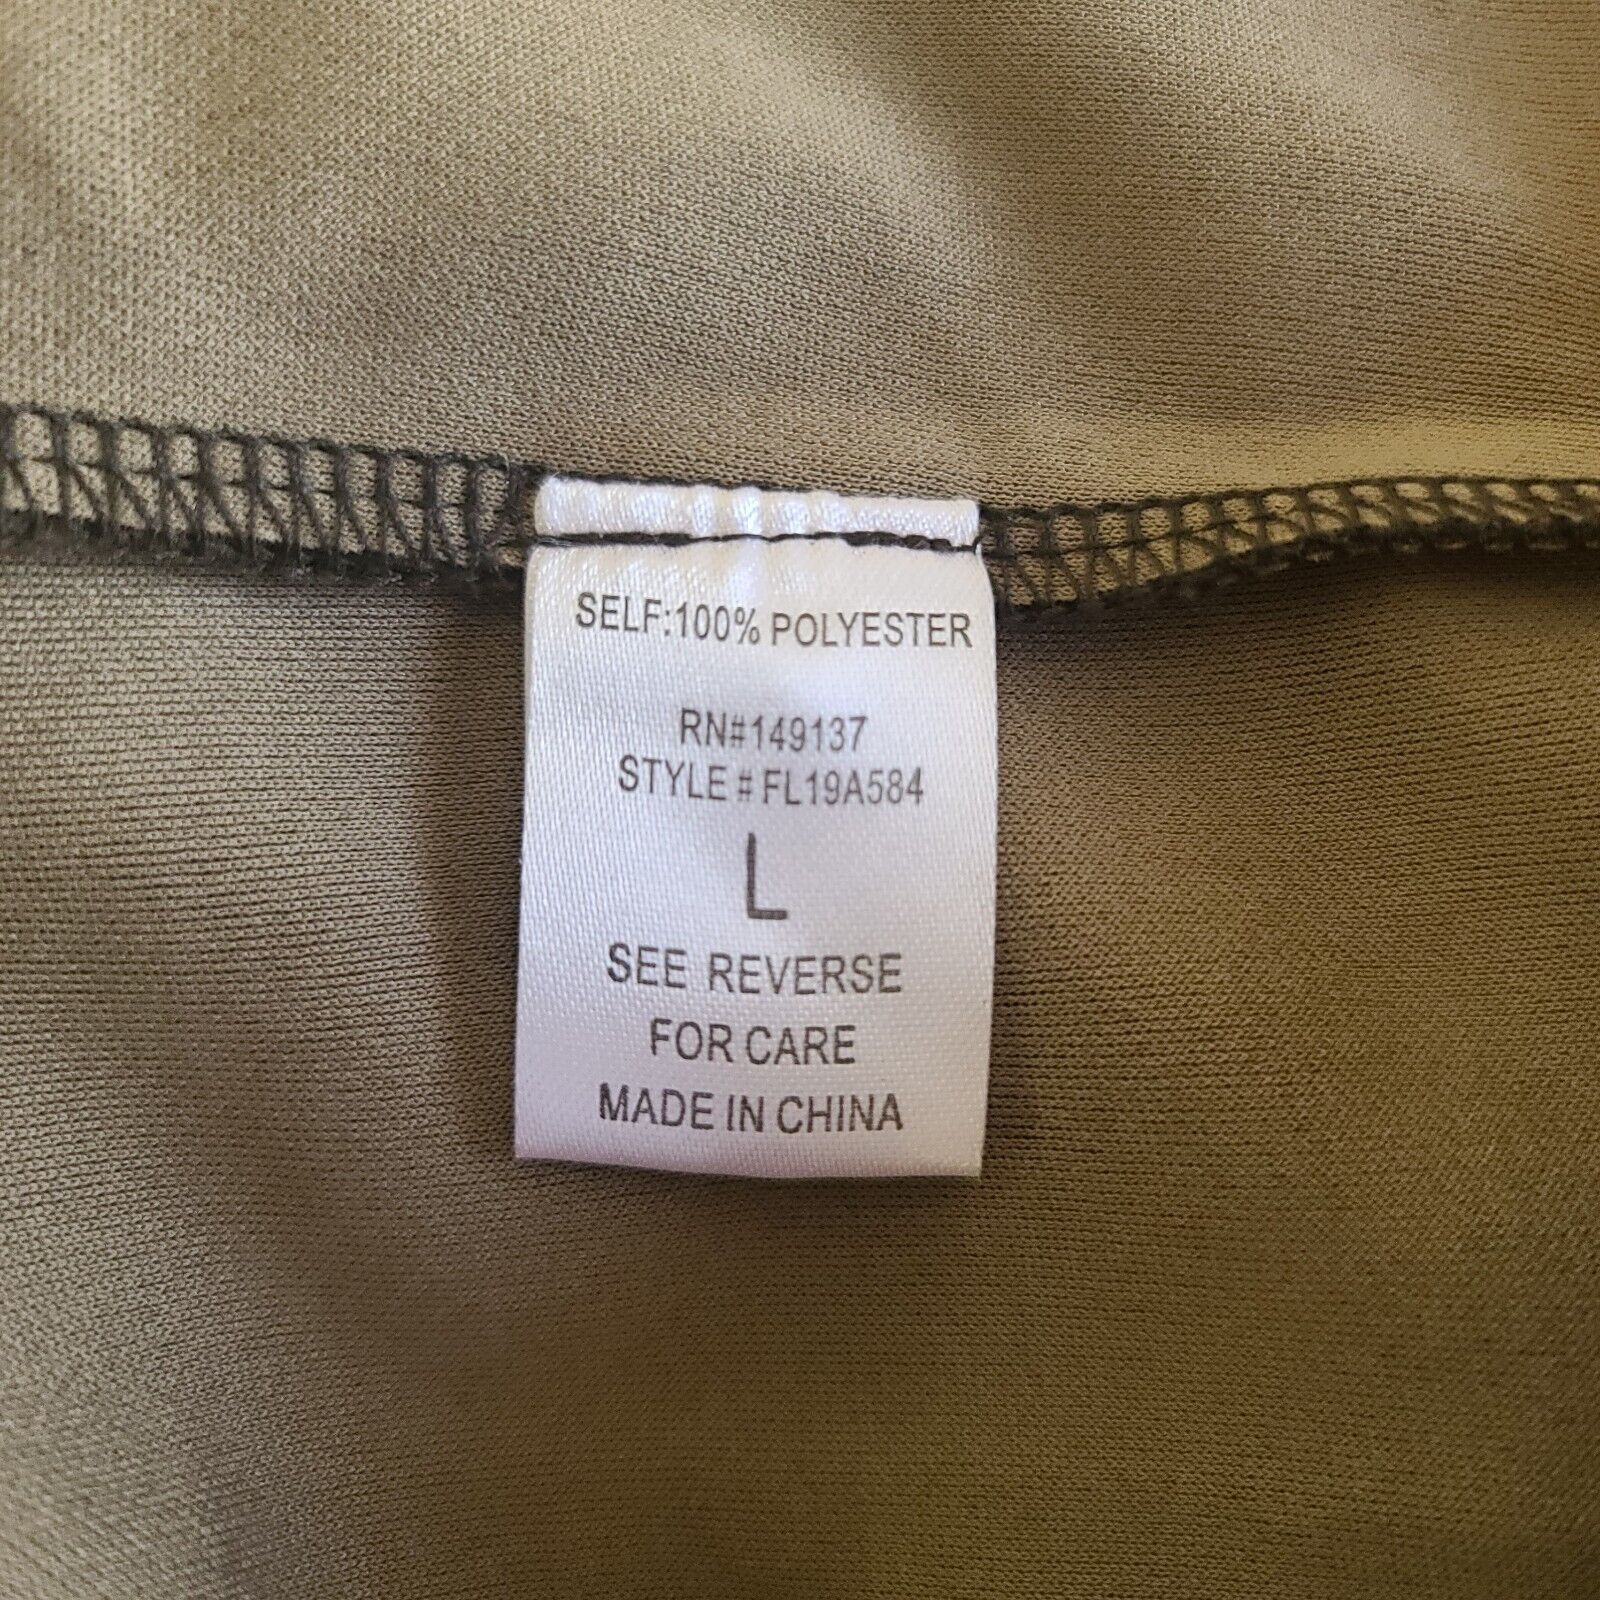 SELF:100% POLYESTER
RN#149137
STYLE # FL19A584
L
SEE REVERSE
FOR CARE
MADE IN CHINA